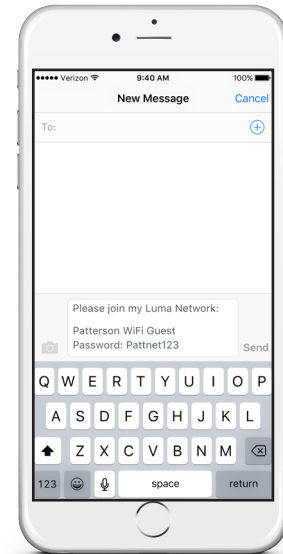 Verizon 9:40 AM 100%
New Message Cancel
To:
Please join my Luma Network:
Patterson WiFi Guest
Password: Pattnet123
Send
Q W E R T Y U I O P
A S D F G H J K L
Z X C V B N M
123 space return